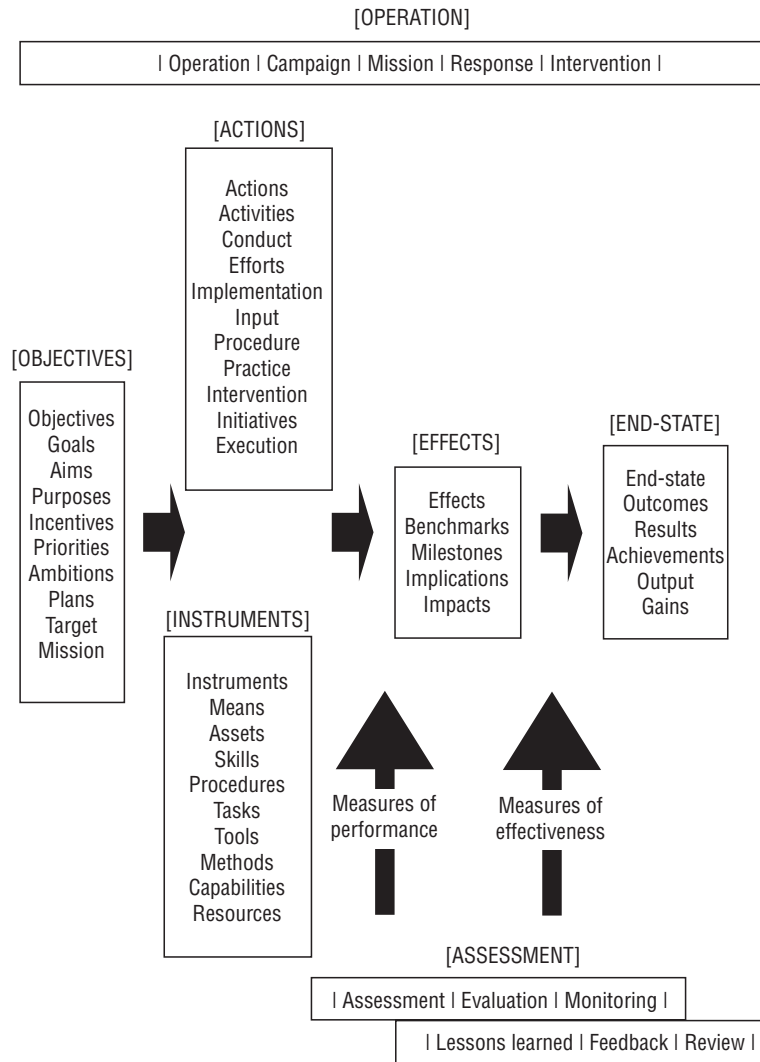 [OPERATION]
| Operation | Campaign | Mission | Response | Intervention |
[ACTIONS]
Actions
Activities
Conduct
Efforts
Implementation
Input
Procedure
Practice
Intervention
Initiatives
Execution
[OBJECTIVES]
Objectives
Goals
Aims
Purposes
Incentives
Priorities
Ambitions
Plans
Target
Mission
[INSTRUMENTS]
Instruments
Means
Assets
Skills
Procedures
Tasks
Tools
Methods
Capabilities
Resources
[EFFECTS]
Effects
Benchmarks
Milestones
Implications
Impacts
[END-STATE]
End-state
Outcomes
Results
Achievements
Output
Gains
Measures of
performance
Measures of
effectiveness
[ASSESSMENT]
| Assessment | Evaluation | Monitoring |
| Lessons learned | Feedback | Review |